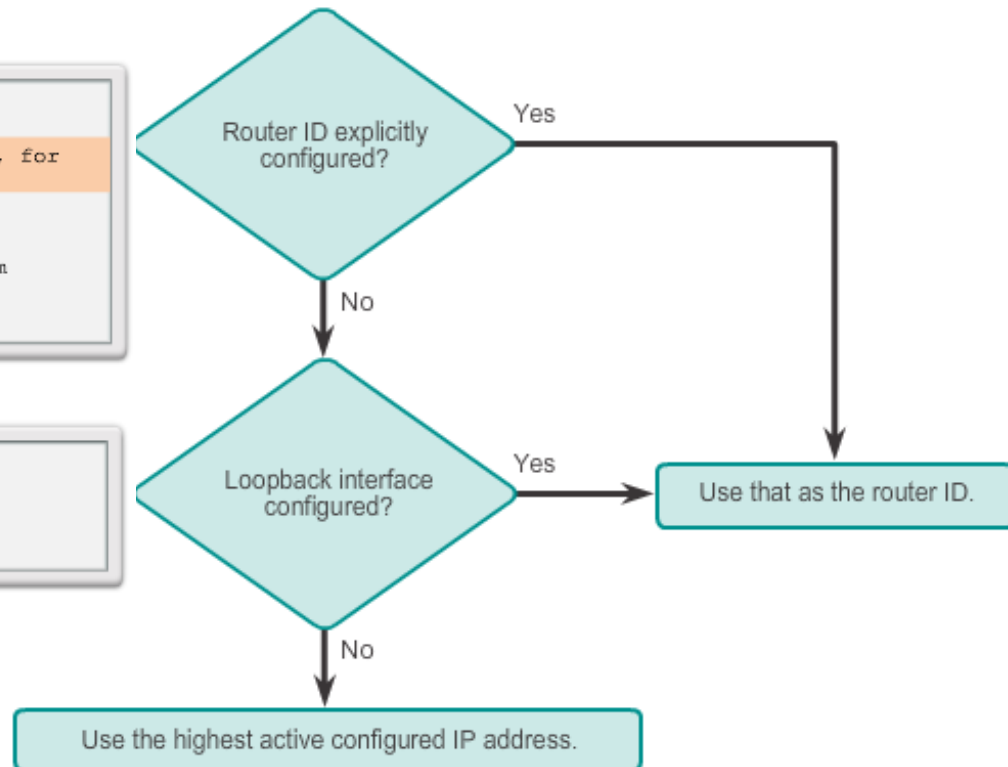 Router ID explicitly
configured?
Yes
, for
n
No
Loopback interface
configured?
Yes
Use that as the router ID.
No
Use the highest active configured IP address.